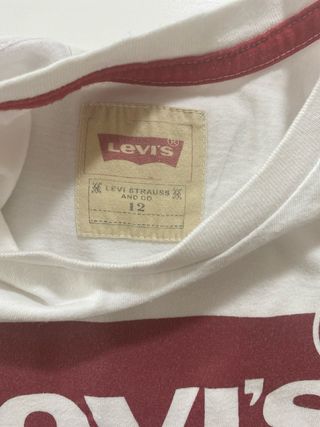 Levi's
®
LEVI STRAUSS
AND CO
12
LEVI'S